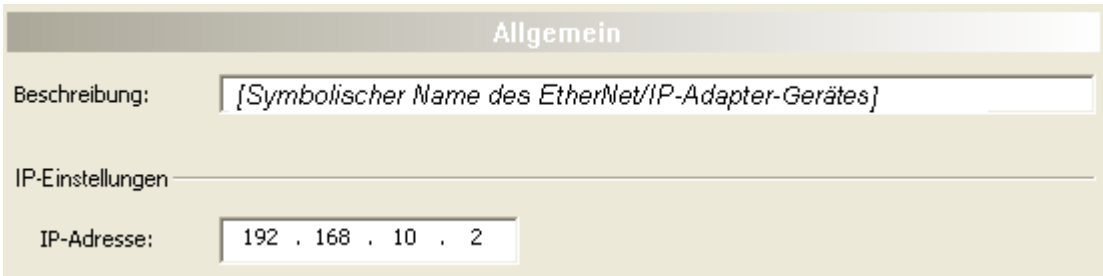 Allgemein
Beschreibung: [Symbolischer Name des EtherNet/IP-Adapter-Gerätes]
IP-Einstellungen
IP-Adresse: 192 . 168 . 10 . 2